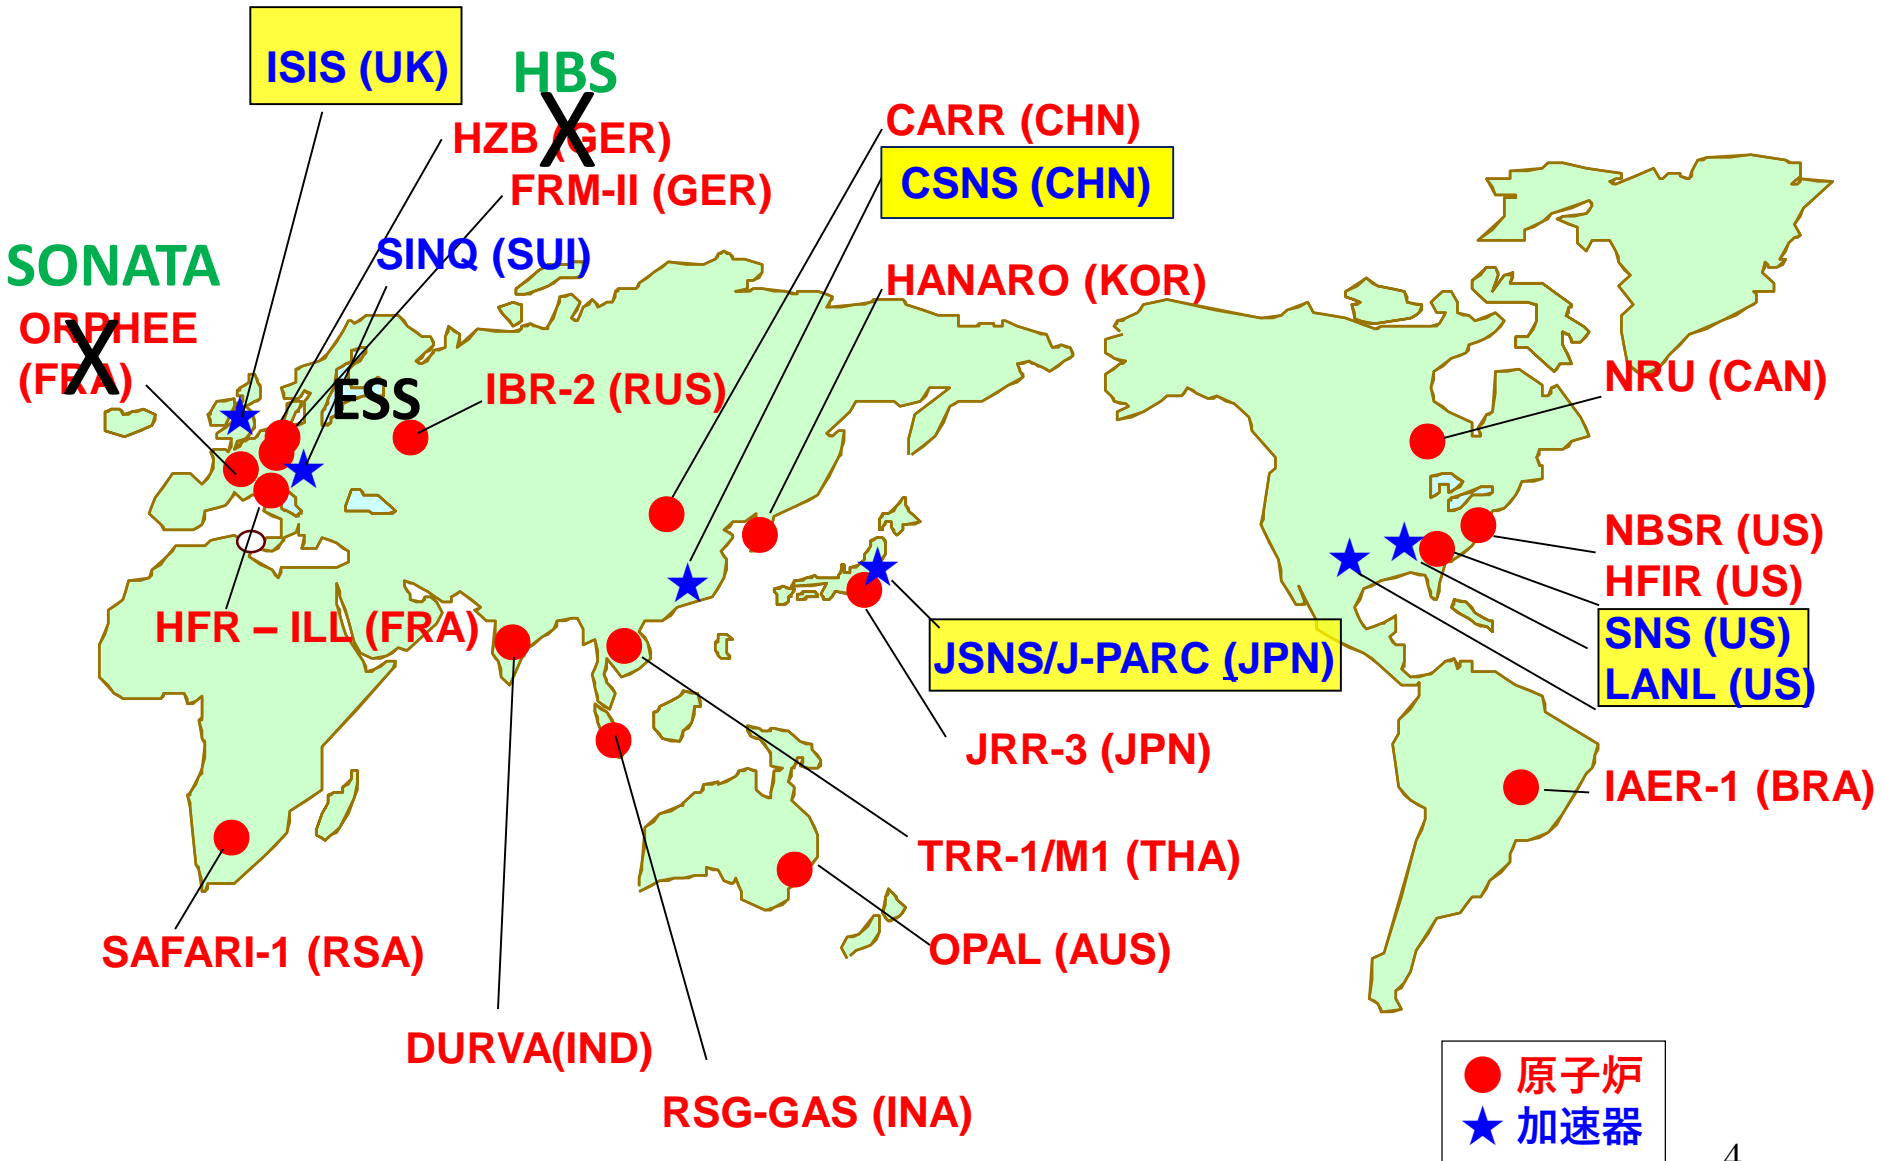 ISIS (UK)
HBS
HZB (GER)
X
FRM-II (GER)
SINQ (SUI)
SONATA
ORPHEE
(FRA)
X
ESS
IBR-2 (RUS)
CARR (CHN)
CSNS (CHN)
HANARO (KOR)
NRU (CAN)
NBSR (US)
HFIR (US)
SNS (US)
LANL (US)
HFR – ILL (FRA)
JSNS/J-PARC (JPN)
JRR-3 (JPN)
IAER-1 (BRA)
TRR-1/M1 (THA)
OPAL (AUS)
SAFARI-1 (RSA)
DURVA(IND)
RSG-GAS (INA)
原子炉
加速器
4